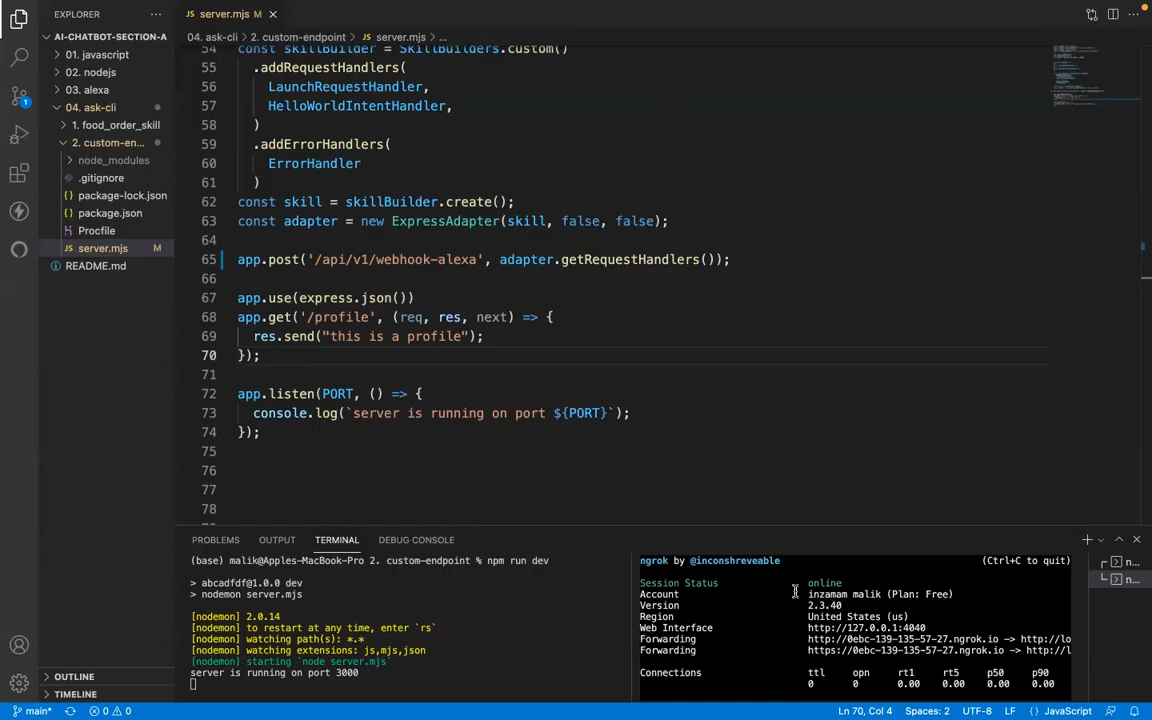 EXPLORER
server.mjs M
AI-CHATBOT-SECTION-A
04. ask-cli > 2. custom-endpoint > JS server.mjs > ...
01. javascript
02. nodejs
03. alexa
04. ask-cli
1. food_order_skill
2. custom-en...
node_modules
.gitignore
package-lock.json
package.json
Procfile
JS server.mjs M
README.md
54 const skillBuilder = SkillBuilders.custom()
55 .addRequestHandlers(
56 LaunchRequestHandler,
57 HelloWorldIntentHandler,
58 )
59 .addErrorHandlers(
60 ErrorHandler
61 )
62 const skill = skillBuilder.create();
63 const adapter = new ExpressAdapter(skill, false, false);
64
65 app.post('/api/v1/webhook-alexa', adapter.getRequestHandlers());
66
67 app.use(express.json())
68 app.get('/profile', (req, res, next) => {
69 res.send("this is a profile");
70 });
71
72 app.listen(PORT, () => {
73 console.log(`server is running on port ${PORT}`);
74 });
75
76
77
78
PROBLEMS OUTPUT TERMINAL DEBUG CONSOLE
(base) malik@Apples-MacBook-Pro 2. custom-endpoint % npm run dev
> abcadfdf@1.0.0 dev
> nodemon server.mjs
[nodemon] 2.0.14
[nodemon] to restart at any time, enter `rs`
[nodemon] watching path(s): *.*
[nodemon] watching extensions: js,mjs,json
[nodemon] starting `node server.mjs`
server is running on port 3000
ngrok by @inconshreveable (Ctrl+C to quit)
Session Status online
Account inzamam malik (Plan: Free)
Version 2.3.40
Region United States (us)
Web Interface http://127.0.0.1:4040
Forwarding http://0ebc-139-135-57-27.ngrok.io -> http://lo
Forwarding https://0ebc-139-135-57-27.ngrok.io -> http://l
Connections ttl opn rt1 rt5 p50 p90
0 0 0.00 0.00 0.00 0.00
n...
n...
OUTLINE
TIMELINE
1
main* 0 0 Ln 70, Col 4 Spaces: 2 UTF-8 LF JavaScript